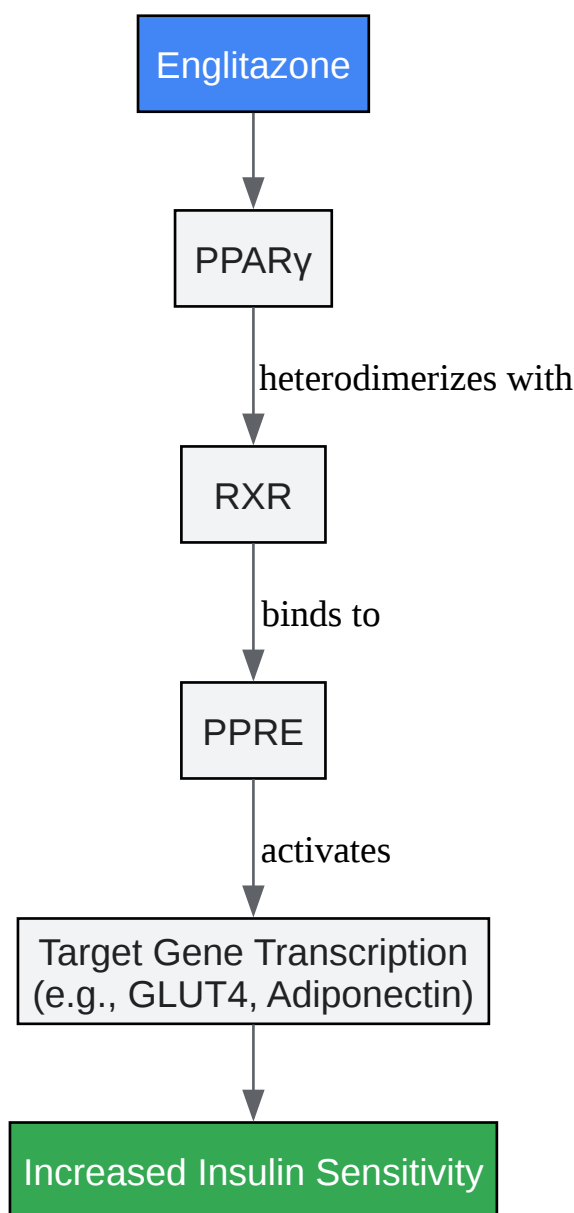 Englitazone
PPARγ
heterodimerizes with
RXR
binds to
PPRE
activates
Target Gene Transcription
(e.g., GLUT4, Adiponectin)
Increased Insulin Sensitivity